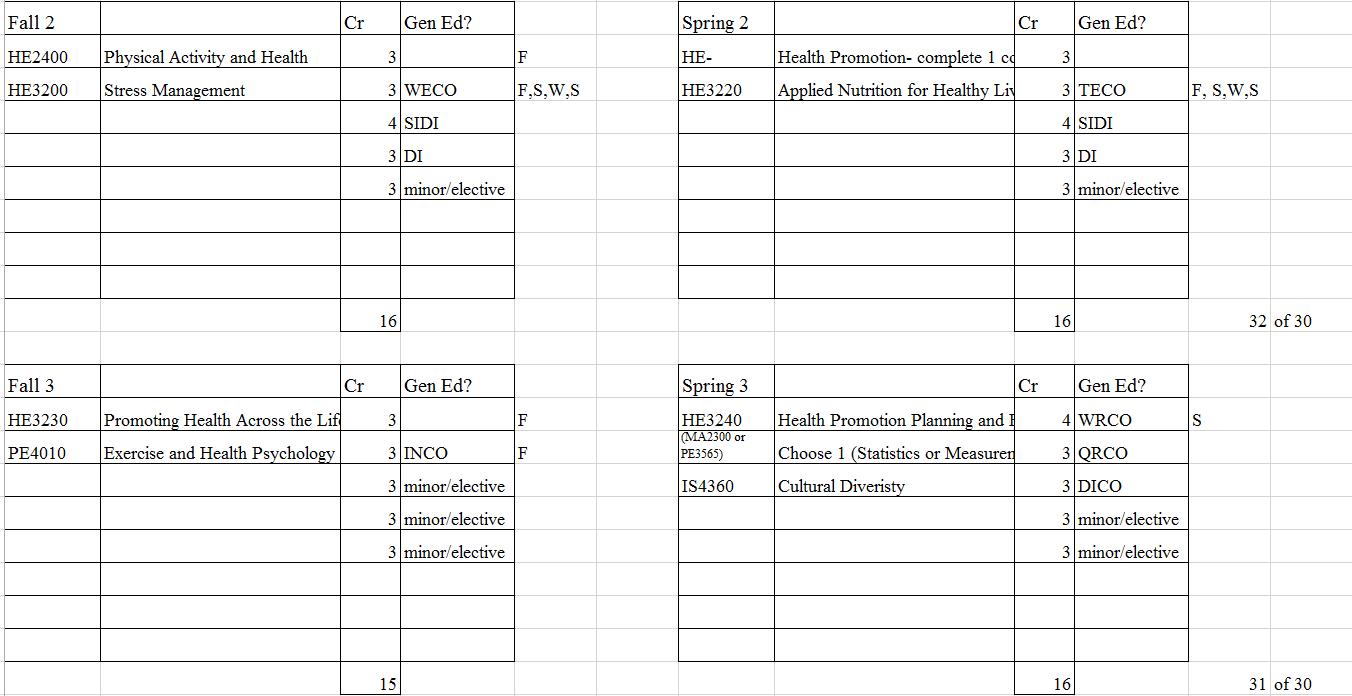 Fall 2 Cr Gen Ed? Spring 2 Cr Gen Ed?
HE2400 Physical Activity and Health 3 F HE- Health Promotion- complete 1 co 3
HE3200 Stress Management 3 WECO F,S,W,S HE3220 Applied Nutrition for Healthy Liv 3 TECO F, S,W,S
4 SIDI 4 SIDI
3 DI 3 DI
3 minor/elective 3 minor/elective
16 16 32 of 30
Fall 3 Cr Gen Ed? Spring 3 Cr Gen Ed?
HE3230 Promoting Health Across the Life 3 F HE3240 Health Promotion Planning and 4 WRCO S
PE4010 Exercise and Health Psychology 3 INCO F (MA2300 or PE3565) Choose 1 (Statistics or Measuren 3 QRCO
3 minor/elective IS4360 Cultural Diveristy 3 DICO
3 minor/elective 3 minor/elective
3 minor/elective 3 minor/elective
15 16 31 of 30